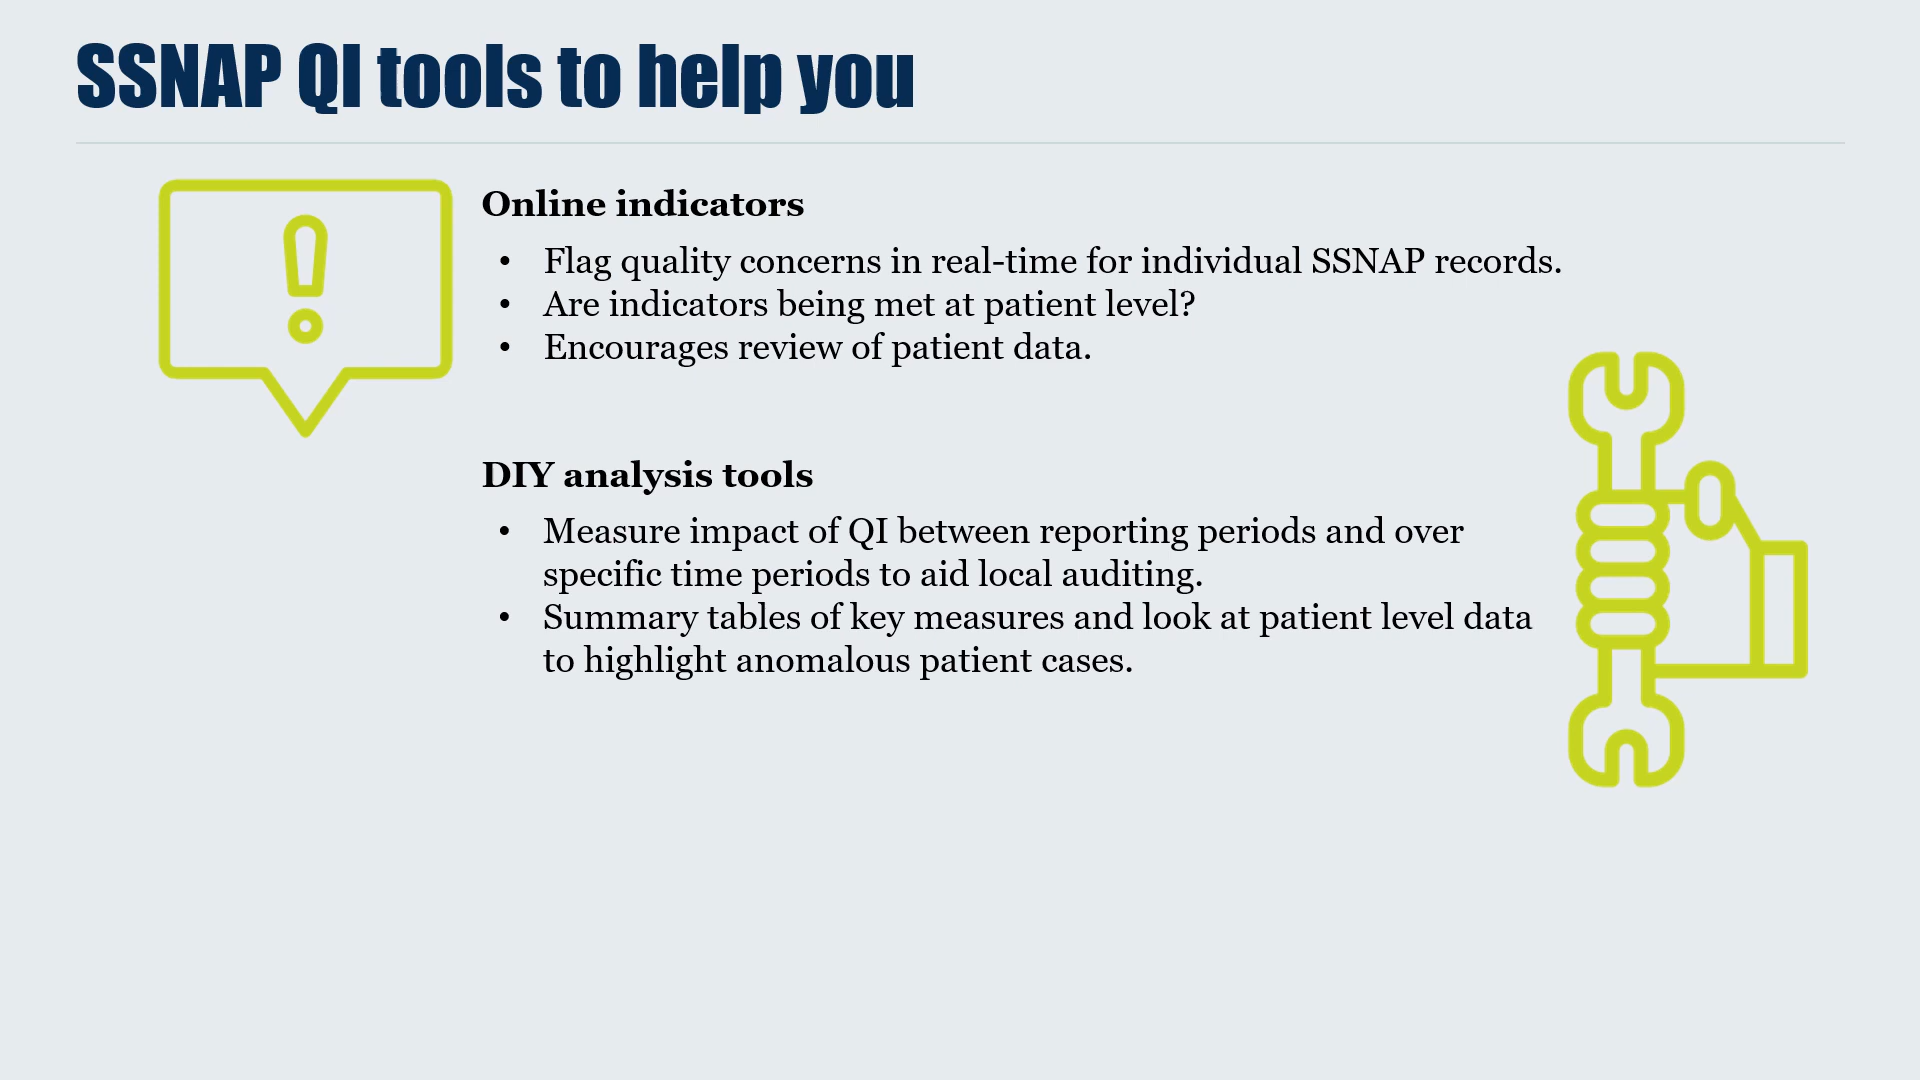 SSNAP QI tools to help you
Online indicators
• Flag quality concerns in real-time for individual SSNAP records.
• Are indicators being met at patient level?
• Encourages review of patient data.
DIY analysis tools
• Measure impact of QI between reporting periods and over
specific time periods to aid local auditing.
• Summary tables of key measures and look at patient level data
to highlight anomalous patient cases.